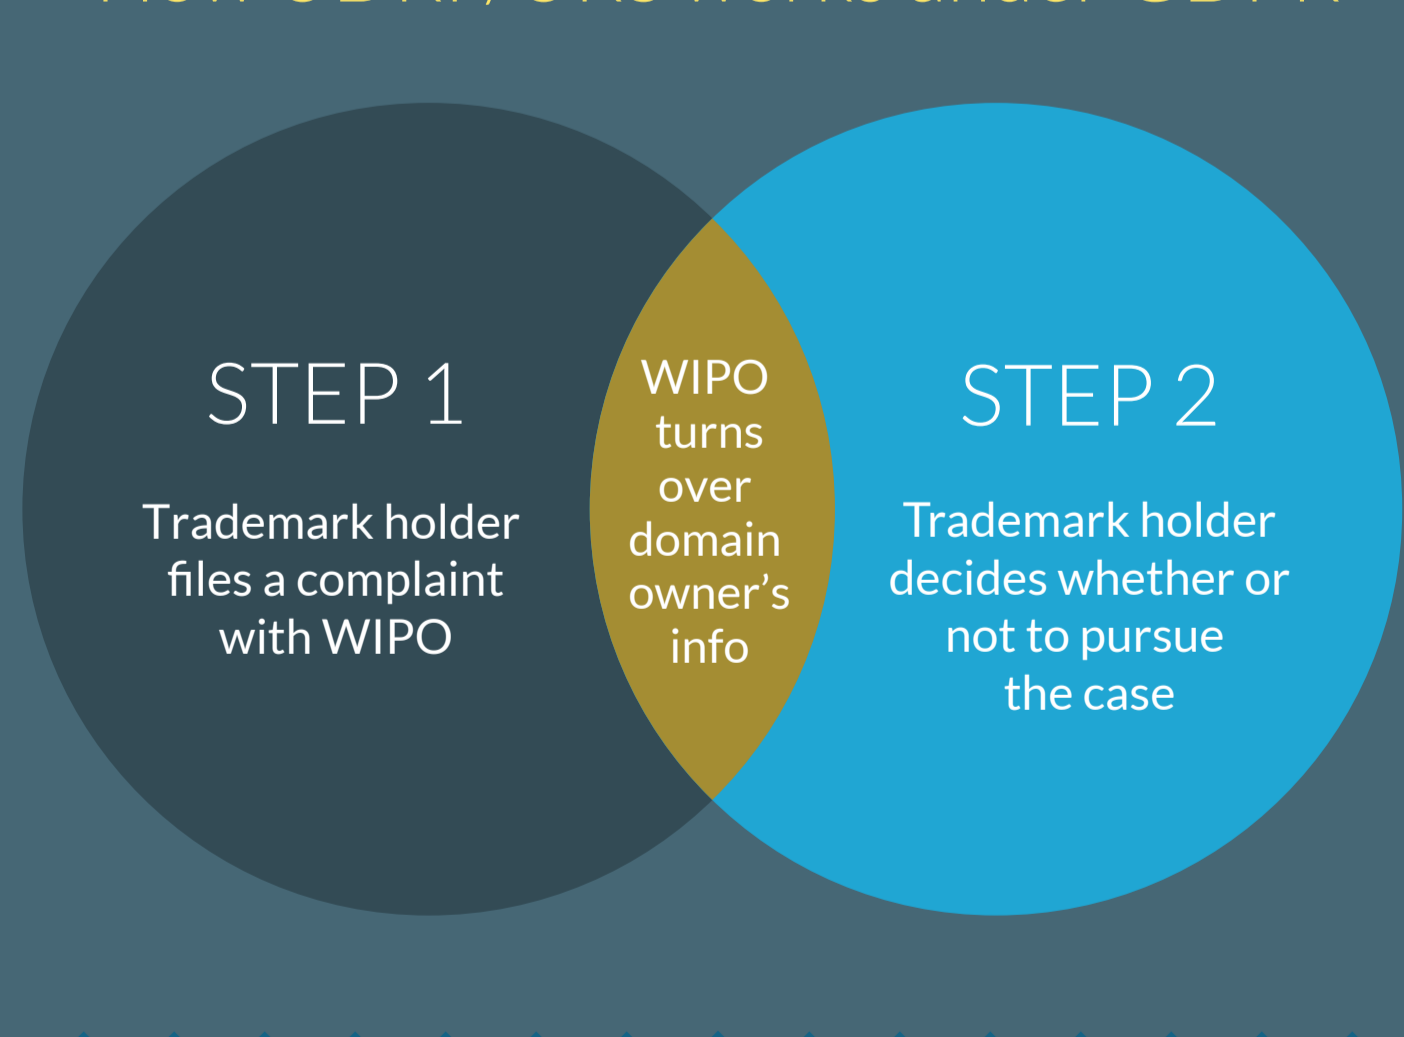 STEP 1
Trademark holder
files a complaint
with WIPO
WIPO
turns
over
domain
owner’s
info
STEP 2
Trademark holder
decides whether or
not to pursue
the case